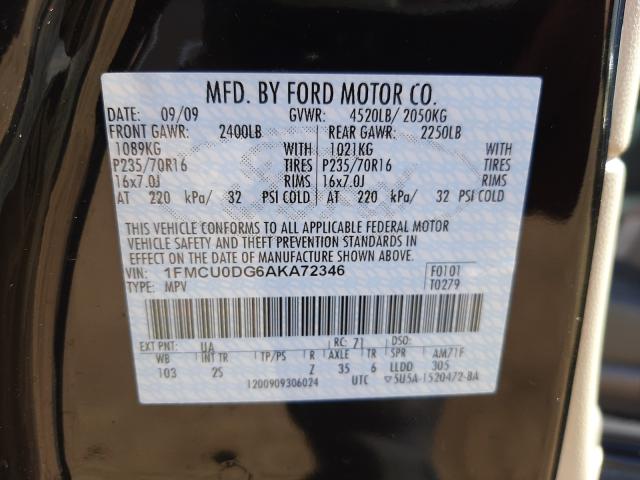 MFD. BY FORD MOTOR CO.
DATE: 09/09 GVWR: 4520LB/ 2050KG
FRONT GAWR: 2400LB REAR GAWR: 2250LB
1089KG WITH 1021KG WITH
P235/70R16 TIRES P235/70R16 TIRES
16x7.0J RIMS 16x7.0J RIMS
AT 220 kPa/ 32 PSI COLD AT 220 kPa/ 32 PSI COLD
THIS VEHICLE CONFORMS TO ALL APPLICABLE FEDERAL MOTOR
VEHICLE SAFETY AND THEFT PREVENTION STANDARDS IN
EFFECT ON THE DATE OF MANUFACTURE SHOWN ABOVE.
VIN: 1FMCU0DG6AKA72346 F0101
TYPE: MPV T0279
EXT PNT: UA RC: 71 DSO:
WB INT TR TP/PS R AXLE TR SPR AM71F
103 2S Z 35 6 LLDD 305
1200909306024 UTC ▽5U5A-1520472-BA